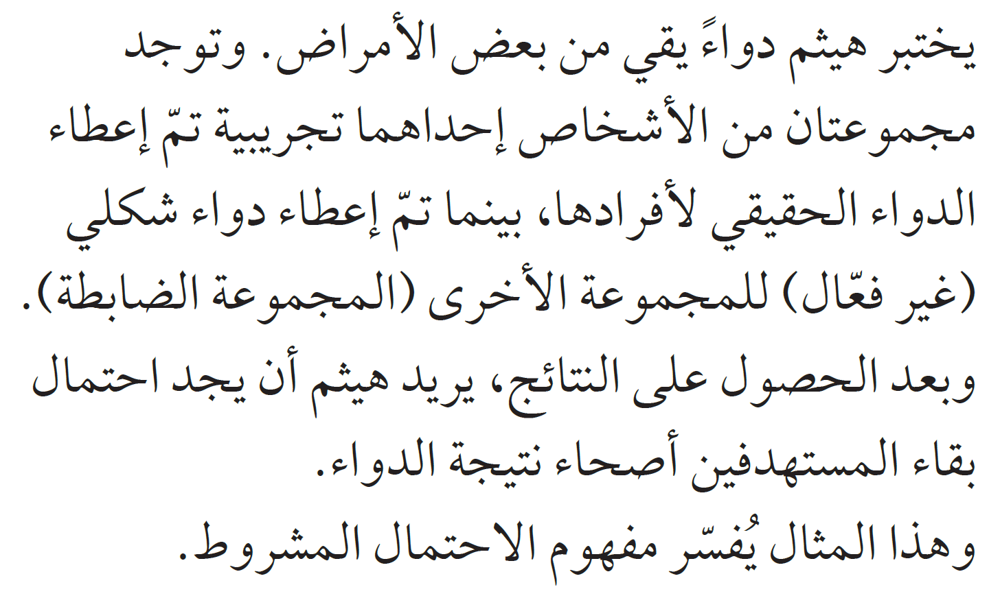 يختبر هيثم دواءً يقي من بعض الأمراض. وتوجد
مجموعتان من الأشخاص إحداهما تجريبية تمّ إعطاء
الدواء الحقيقي لأفرادها، بينما تمّ إعطاء دواء شكلي
(غير فعّال) للمجموعة الأخرى (المجموعة الضابطة).
وبعد الحصول على النتائج، يريد هيثم أن يجد احتمال
بقاء المستهدفين أصحاء نتيجة الدواء.
وهذا المثال يُفسّر مفهوم الاحتمال المشروط.